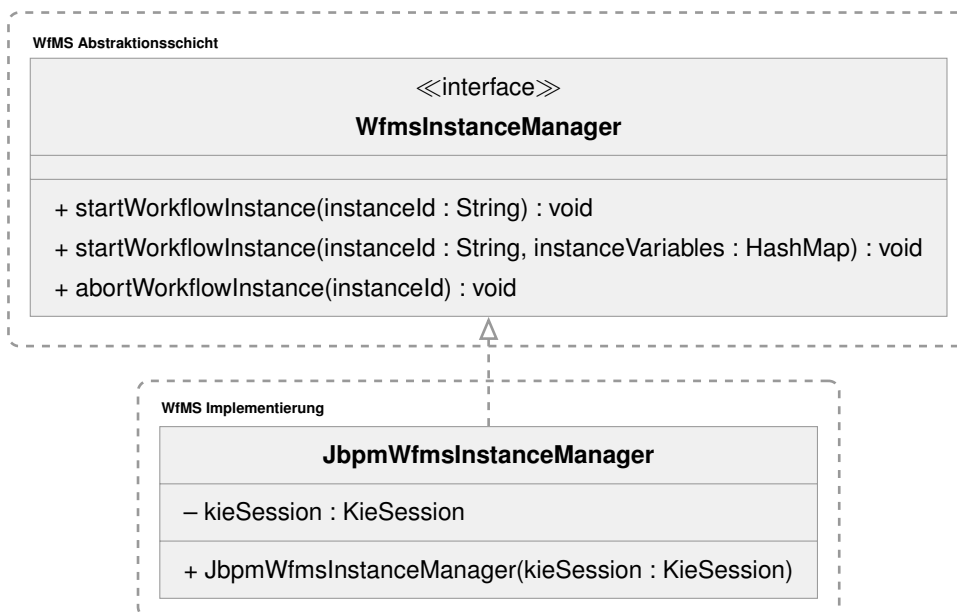 WfMS Abstraktionsschicht
≪interface≫
WfmsInstanceManager
+ startWorkflowInstance(instanceId : String) : void
+ startWorkflowInstance(instanceId : String, instanceVariables : HashMap) : void
+ abortWorkflowInstance(instanceId) : void
WfMS Implementierung
JbpmWfmsInstanceManager
– kieSession : KieSession
+ JbpmWfmsInstanceManager(kieSession : KieSession)